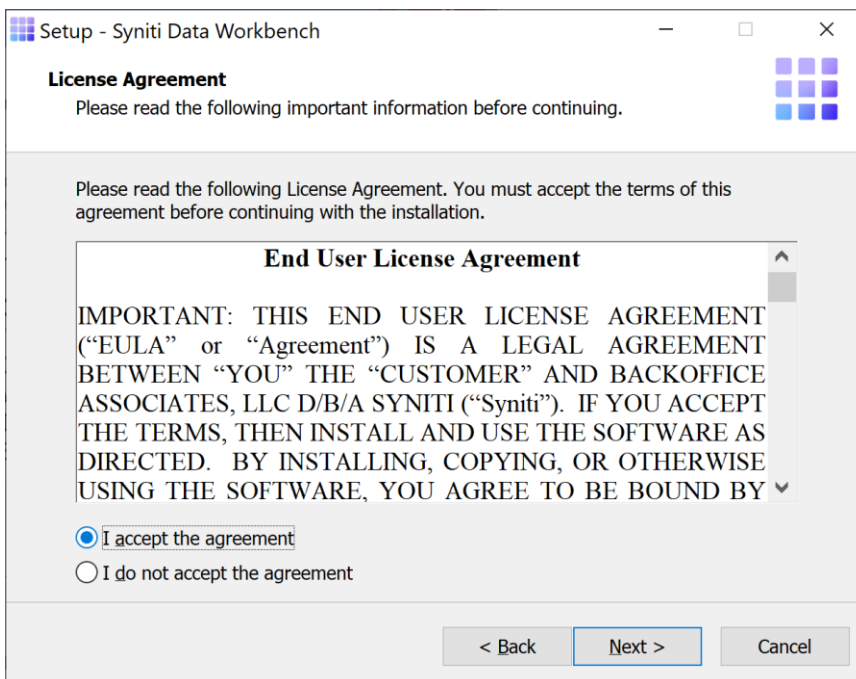 Setup - Syniti Data Workbench
License Agreement
Please read the following important information before continuing.
Please read the following License Agreement. You must accept the terms of this
agreement before continuing with the installation.
End User License Agreement
IMPORTANT: THIS END USER LICENSE AGREEMENT
(“EULA” or “Agreement”) IS A LEGAL AGREEMENT
BETWEEN “YOU” THE “CUSTOMER” AND BACKOFFICE
ASSOCIATES, LLC D/B/A SYNITI (“Syniti”). IF YOU ACCEPT
THE TERMS, THEN INSTALL AND USE THE SOFTWARE AS
DIRECTED. BY INSTALLING, COPYING, OR OTHERWISE
USING THE SOFTWARE, YOU AGREE TO BE BOUND BY
I accept the agreement
I do not accept the agreement
< Back Next > Cancel